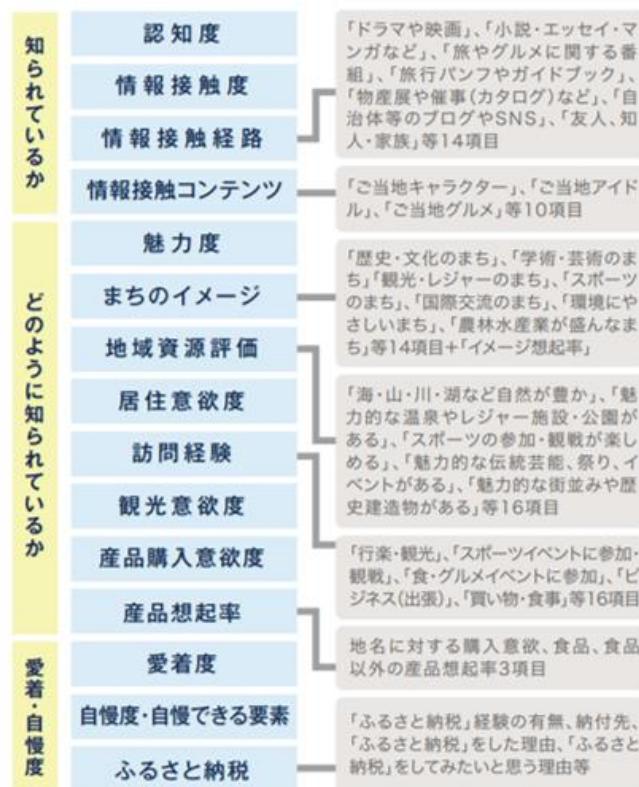 知られているか
認知度
情報接触度
情報接触経路
情報接触コンテンツ
「ドラマや映画」、「小説・エッセイ・マ
ンガなど」、「旅やグルメに関する番
組」、「旅行パンフやガイドブック」、
「物産展や催事(カタログ)など」、「自
治体等のブログやSNS」、「友人、知
人・家族」等14項目
「ご当地キャラクター」、「ご当地アイド
ル」、「ご当地グルメ」等10項目
どのように知られているか
魅力度
まちのイメージ
地域資源評価
居住意欲度
訪問経験
観光意欲度
産品購入意欲度
産品想起率
「歴史・文化のまち」、「学術・芸術のま
ち」「観光・レジャーのまち」、「スポーツ
のまち」、「国際交流のまち」、「環境にや
さしいまち」、「農林水産業が盛んなま
ち」等14項目+「イメージ想起率」
「海・山・川・湖など自然が豊か」、「魅
力的な温泉やレジャー施設・公園が
ある」、「スポーツの参加・観戦が楽し
める」、「魅力的な伝統芸能、祭り、イ
ベントがある」、「魅力的な街並みや歴
史建造物がある」等16項目
「行楽・観光」、「スポーツイベントに参加・
観戦」、「食・グルメイベントに参加」、「ビ
ジネス(出張)」、「買い物・食事」等16項目
地名に対する購入意欲、食品、食品
以外の産品想起率3項目
愛着・自慢度
愛着度
自慢度・自慢できる要素
ふるさと納税
「ふるさと納税」経験の有無、納付先、
「ふるさと納税」をした理由、「ふるさと
納税」をしてみたいと思う理由等